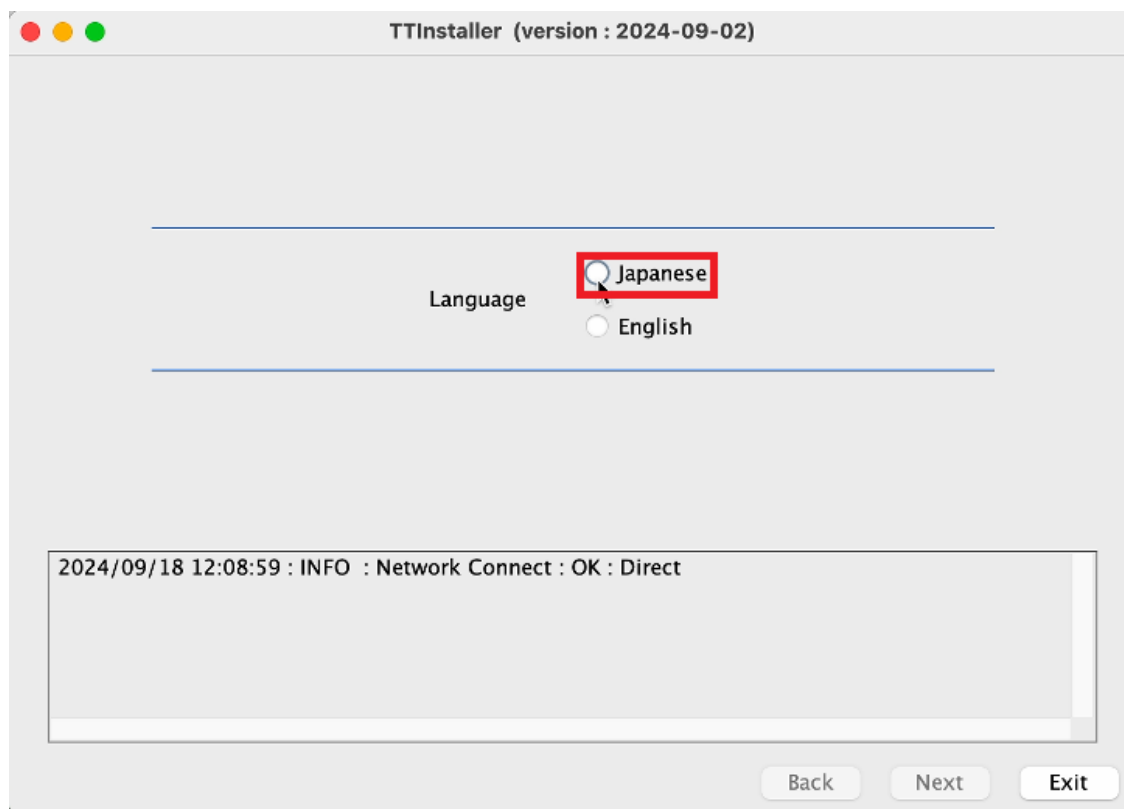 TTInstaller (version : 2024-09-02)
Japanese
Language
English
2024/09/18 12:08:59 : INFO : Network Connect : OK : Direct
Back Next Exit